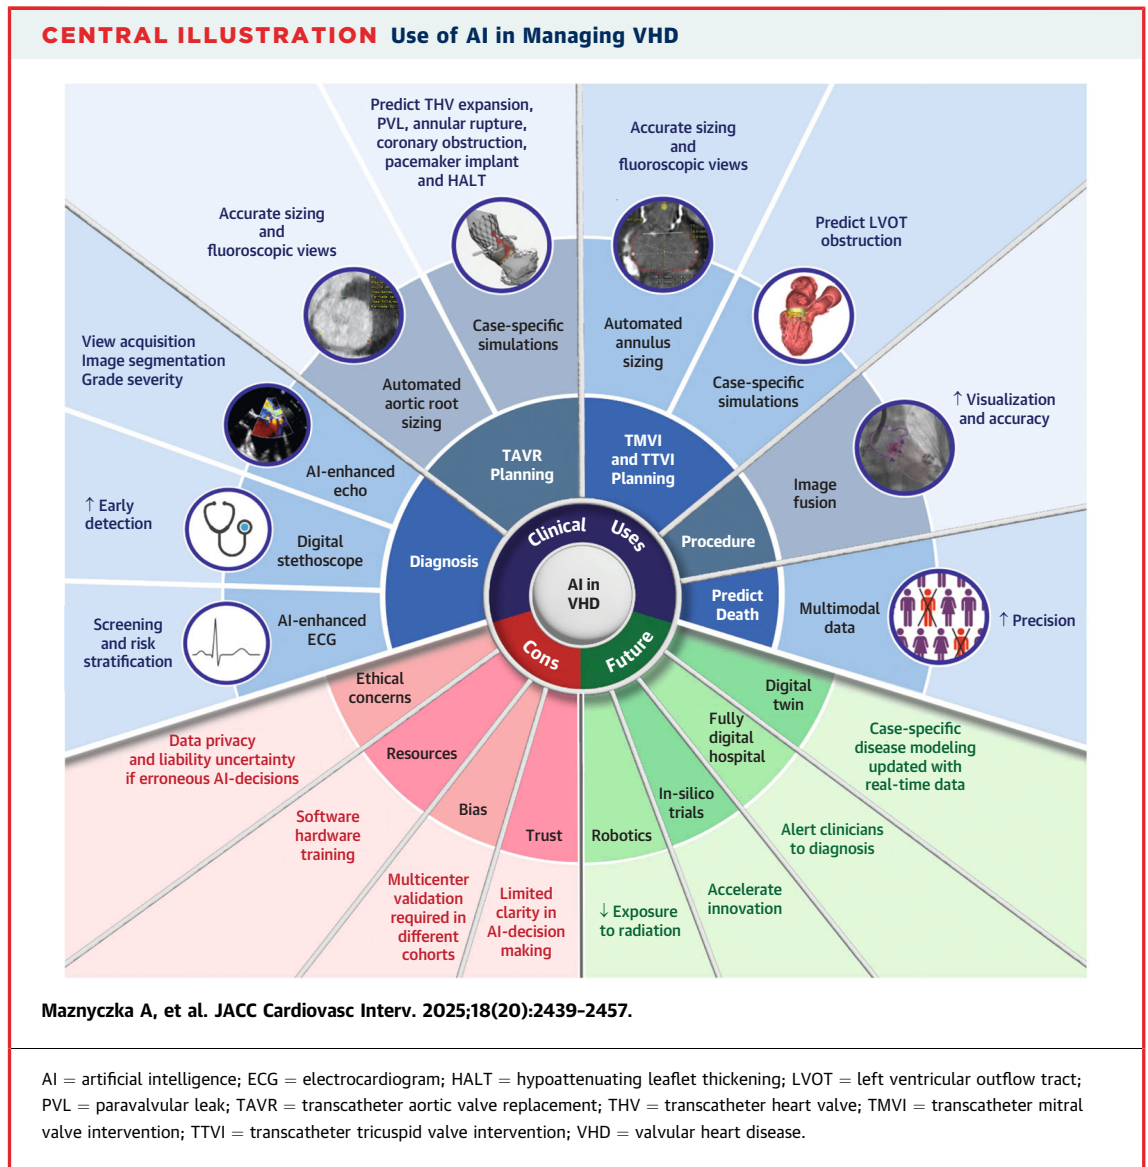 CENTRAL ILLUSTRATION Use of AI in Managing VHD
Predict THV expansion,
PVL, annular rupture,
coronary obstruction,
pacemaker implant
and HALT
Accurate sizing
and
fluoroscopic views
Accurate sizing
and
fluoroscopic views
Predict LVOT
obstruction
View acquisition
Image segmentation
Grade severity
Case-specific
simulations
Automated
annulus
sizing
Automated
aortic root
sizing
Case-specific
simulations
↑ Visualization
and accuracy
TAVR
Planning
TMVI
and TTVI
Planning
AI-enhanced
echo
Image
fusion
↑ Early
detection
Digital
stethoscope
Diagnosis
Clinical Uses
Procedure
AI in
VHD
Predict
Death
Multimodal
data
↑ Precision
Screening
and risk
stratification
AI-enhanced
ECG
Cons
Future
Ethical
concerns
Data privacy
and liability uncertainty
if erroneous AI-decisions
Resources
Software
hardware
training
Bias
Multicenter
validation
required in
different
cohorts
Trust
Limited
clarity in
AI-decision
making
Robotics
↓ Exposure
to radiation
In-silico
trials
Accelerate
innovation
Fully
digital
hospital
Alert clinicians
to diagnosis
Digital
twin
Case-specific
disease modeling
updated with
real-time data
Maznyczka A, et al. JACC Cardiovasc Interv. 2025;18(20):2439–2457.
AI = artificial intelligence; ECG = electrocardiogram; HALT = hypoattenuating leaflet thickening; LVOT = left ventricular outflow tract;
PVL = paravalvular leak; TAVR = transcatheter aortic valve replacement; THV = transcatheter heart valve; TMVI = transcatheter mitral
valve intervention; TTVI = transcatheter tricuspid valve intervention; VHD = valvular heart disease.